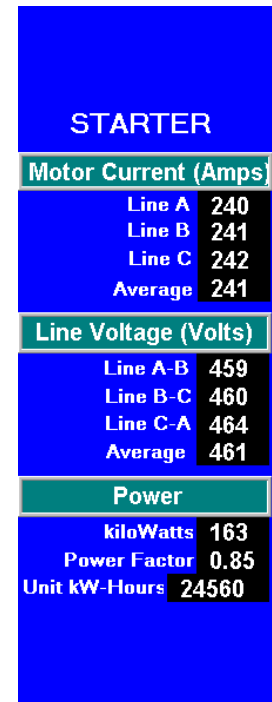 STARTER
Motor Current (Amps)
Line A 240
Line B 241
Line C 242
Average 241
Line Voltage (Volts)
Line A-B 459
Line B-C 460
Line C-A 464
Average 461
Power
kiloWatts 163
Power Factor 0.85
Unit kW-Hours 24560